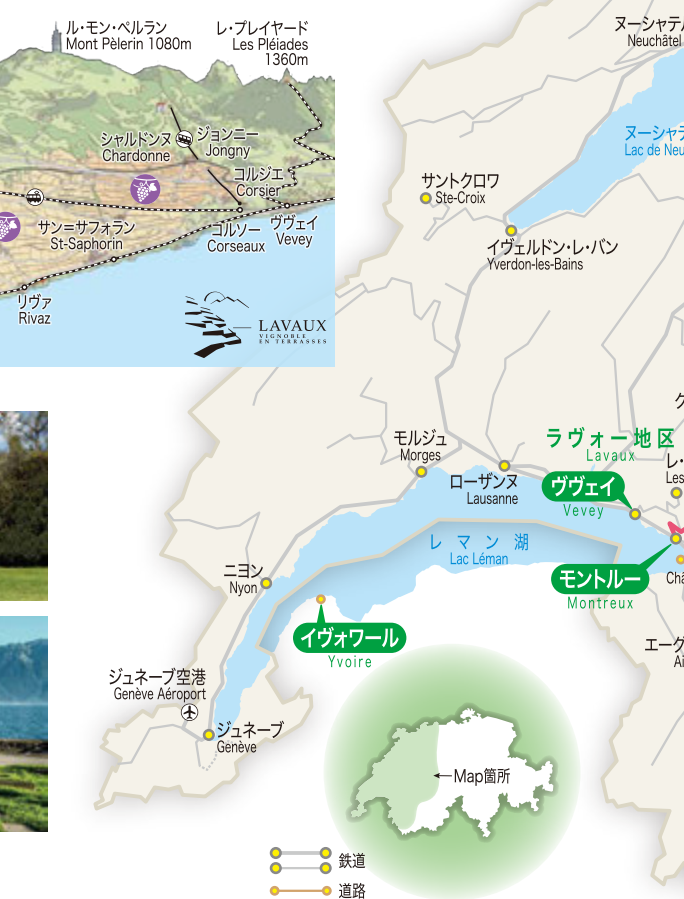 ル・モン・ペルラン
Mont Pèlerin 1080m
レ・プレイヤード
Les Pléiades
1360m
シャルドンヌ
Chardonne
ジョンニー
Jongny
コルジエ
Corsier
サン=サフォラン
St-Saphorin
コルソー
Corseaux
ヴヴェイ
Vevey
リヴァ
Rivaz
LAVAUX
VIGNOBLE
EN TERRASSES
ヌーシャテル
Neuchâtel
ヌーシャテ
Lac de Neu
サントクロワ
Ste-Croix
イヴェルドン・レ・バン
Yverdon-les-Bains
モルジュ
Morges
ローザンヌ
Lausanne
ラヴォー地区
Lavaux
レ・
Les
ヴヴェイ
Vevey
レマン湖
Lac Léman
モントルー
Montreux
Châ
ニヨン
Nyon
イヴォワール
Yvoire
エーグ
Ai
ジュネーブ空港
Genève Aéroport
ジュネーブ
Genève
Map箇所
鉄道
道路